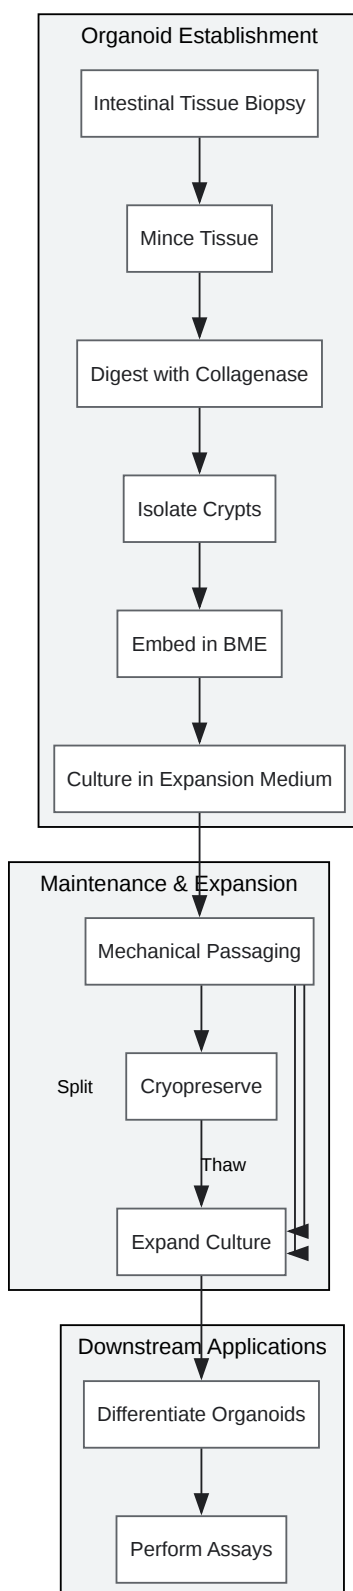 Organoid Establishment
Intestinal Tissue Biopsy
Mince Tissue
Digest with Collagenase
Isolate Crypts
Embed in BME
Culture in Expansion Medium
Maintenance & Expansion
Mechanical Passaging
Cryopreserve
Split
Thaw
Expand Culture
Downstream Applications
Differentiate Organoids
Perform Assays